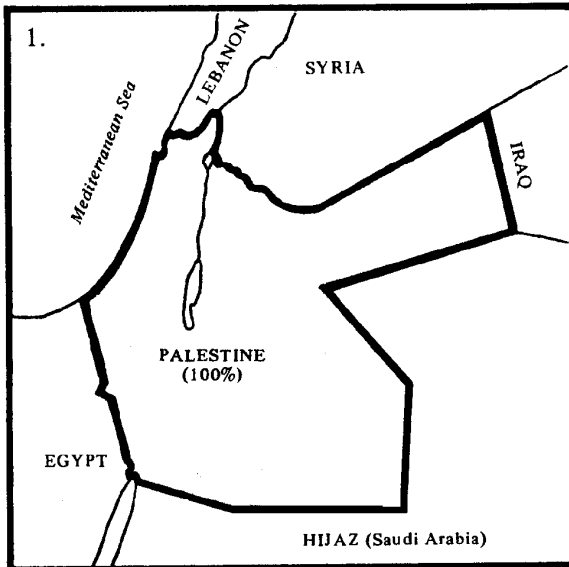 1.
LEBANON
SYRIA
Mediterranean Sea
IRAQ
PALESTINE
(100%)
EGYPT
HIJAZ (Saudi Arabia)